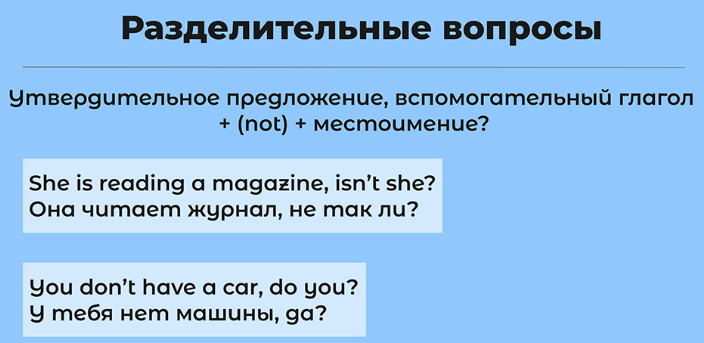 Разделительные вопросы
Утвердительное предложение, вспомогательный глагол
+ (not) + местоимение?
She is reading a magazine, isn’t she?
Она читает журнал, не так ли?
You don’t have a car, do you?
У тебя нет машины, да?